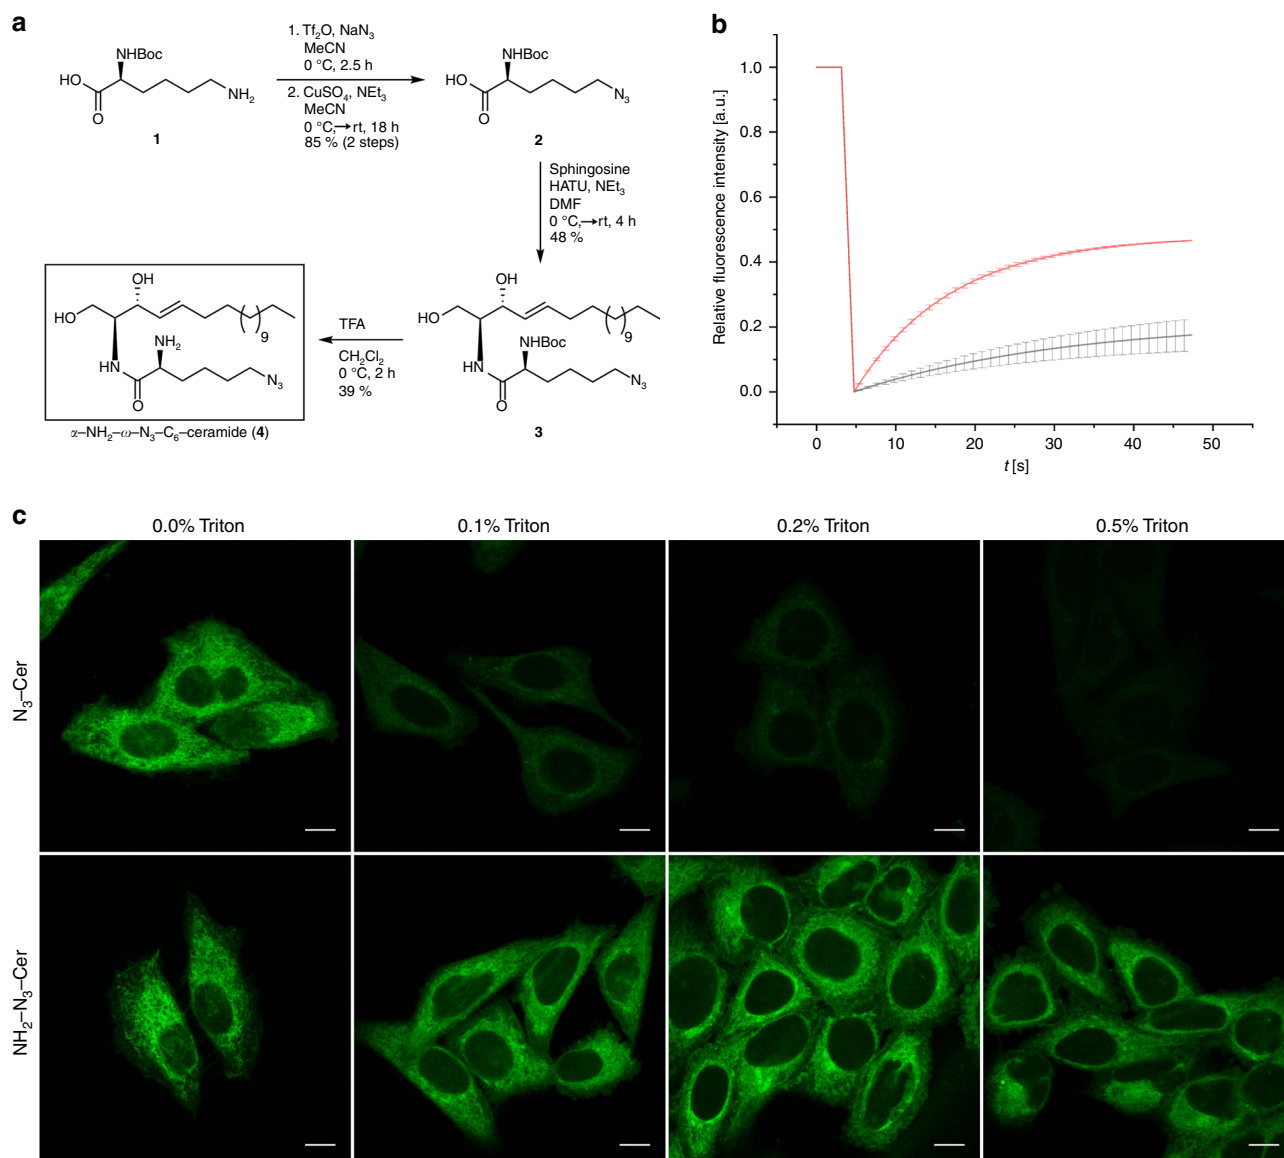 a
NHBoc
HO
O
NH₂
1
1. Tf₂O, NaN₃
MeCN
0 °C, 2.5 h
2. CuSO₄, NEt₃
MeCN
0 °C,→rt, 18 h
85 % (2 steps)
NHBoc
HO
O
N₃
2
Sphingosine
HATU, NEt₃
DMF
0 °C,→rt, 4 h
48 %
OH
HO
9
NHBoc
HN
O
N₃
3
TFA
CH₂Cl₂
0 °C, 2 h
39 %
OH
HO
9
NH₂
HN
O
N₃
α–NH₂–ω–N₃–C₆–ceramide (4)
b
Relative fluorescence intensity [a.u.]
1.0
0.8
0.6
0.4
0.2
0.0
0 10 20 30 40 50
t [s]
c
0.0% Triton 0.1% Triton 0.2% Triton 0.5% Triton
N₃–Cer
NH₂–N₃–Cer